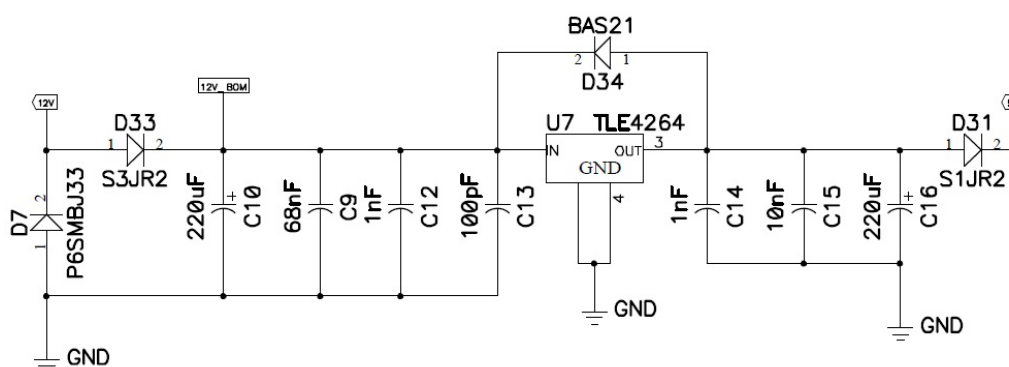 BAS21
2 1
D34
12V
12V_BOM
D33
1 2
S3JR2
U7 TLE4264
IN OUT 3
GND
4
D31
1 2
S1JR2
D7
2
1
P6SMBJ33
220uF
+
C10
68nF
C9
1nF
C12
100pF
C13
1nF
C14
10nF
C15
220uF
+
C16
GND
GND
GND